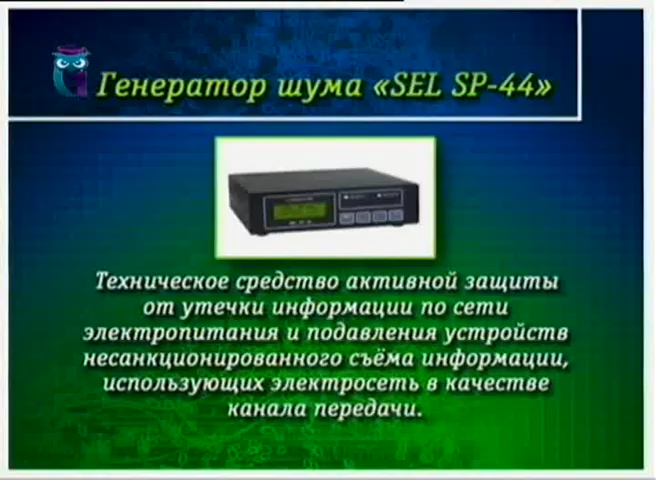 Генератор шума «SEL SP-44»
Техническое средство активной защиты
от утечки информации по сети
электропитания и подавления устройств
несанкционированного съёма информации,
использующих электросеть в качестве
канала передачи.